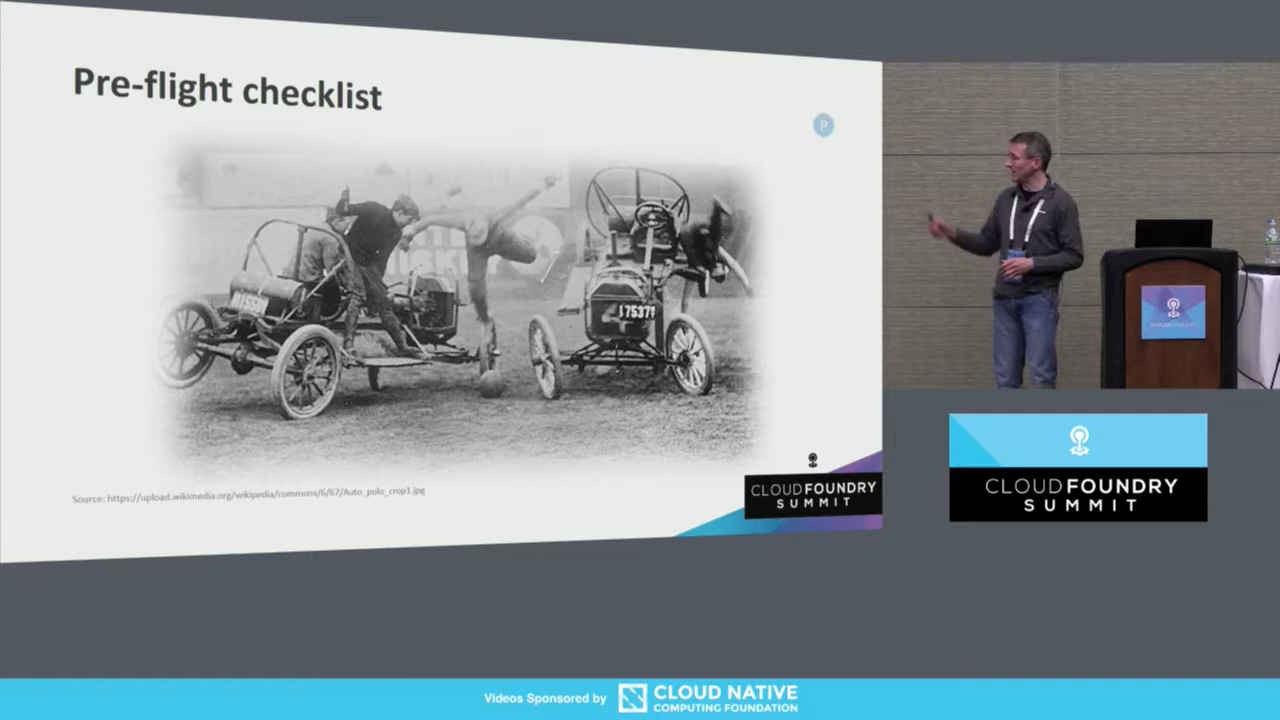 Pre-flight checklist
P
175371
Source: https://upload.wikimedia.org/wikipedia/commons/6/67/Auto_polo_crop1.jpg
CLOUDFOUNDRY
SUMMIT
CLOUDFOUNDRY
SUMMIT
Videos Sponsored by
CLOUD NATIVE
COMPUTING FOUNDATION